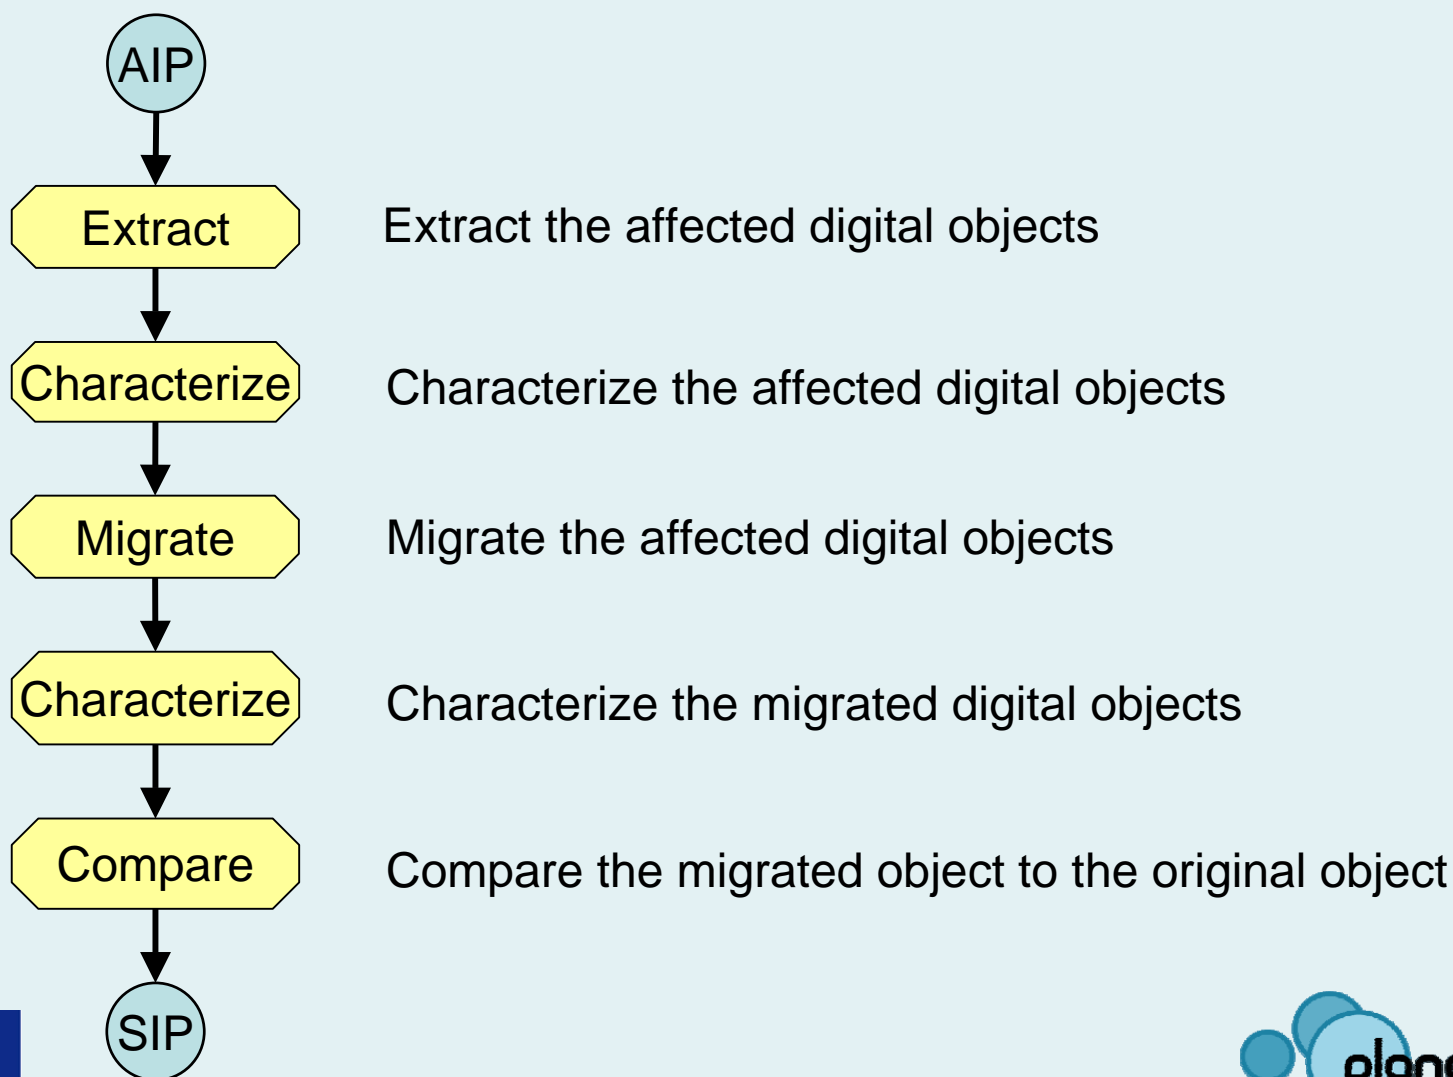 AIP
Extract
Extract the affected digital objects
Characterize
Characterize the affected digital objects
Migrate
Migrate the affected digital objects
Characterize
Characterize the migrated digital objects
Compare
Compare the migrated object to the original object
SIP